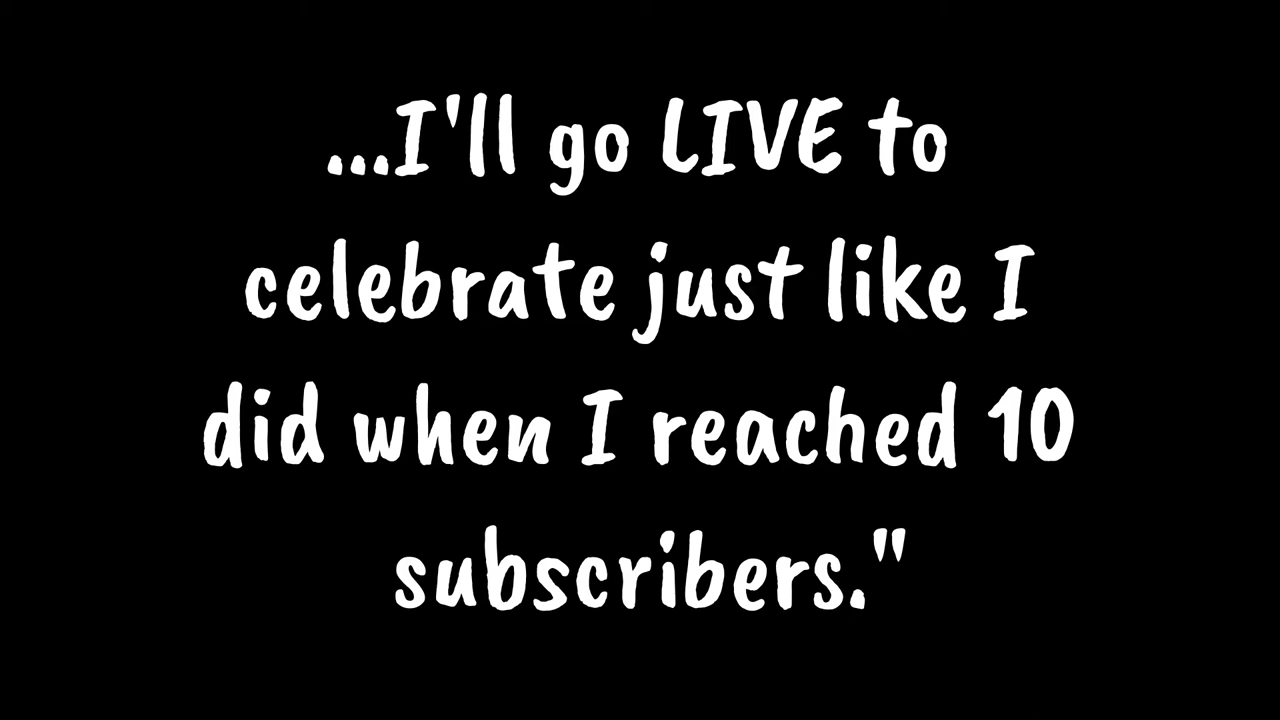 ...I'll go LIVE to
celebrate just like I
did when I reached 10
subscribers."